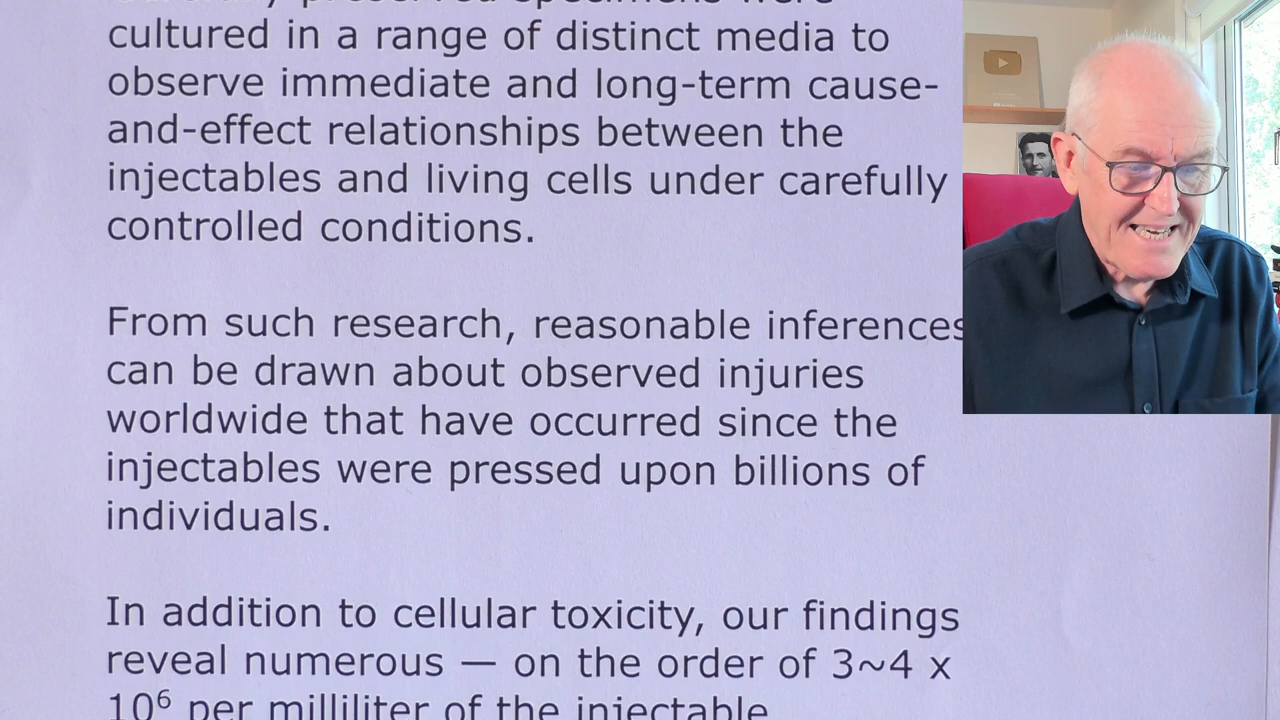 cultured in a range of distinct media to
observe immediate and long-term cause-
and-effect relationships between the
injectables and living cells under carefully
controlled conditions.
From such research, reasonable inferences
can be drawn about observed injuries
worldwide that have occurred since the
injectables were pressed upon billions of
individuals.
In addition to cellular toxicity, our findings
reveal numerous — on the order of 3~4 x
10⁶ per milliliter of the injectable